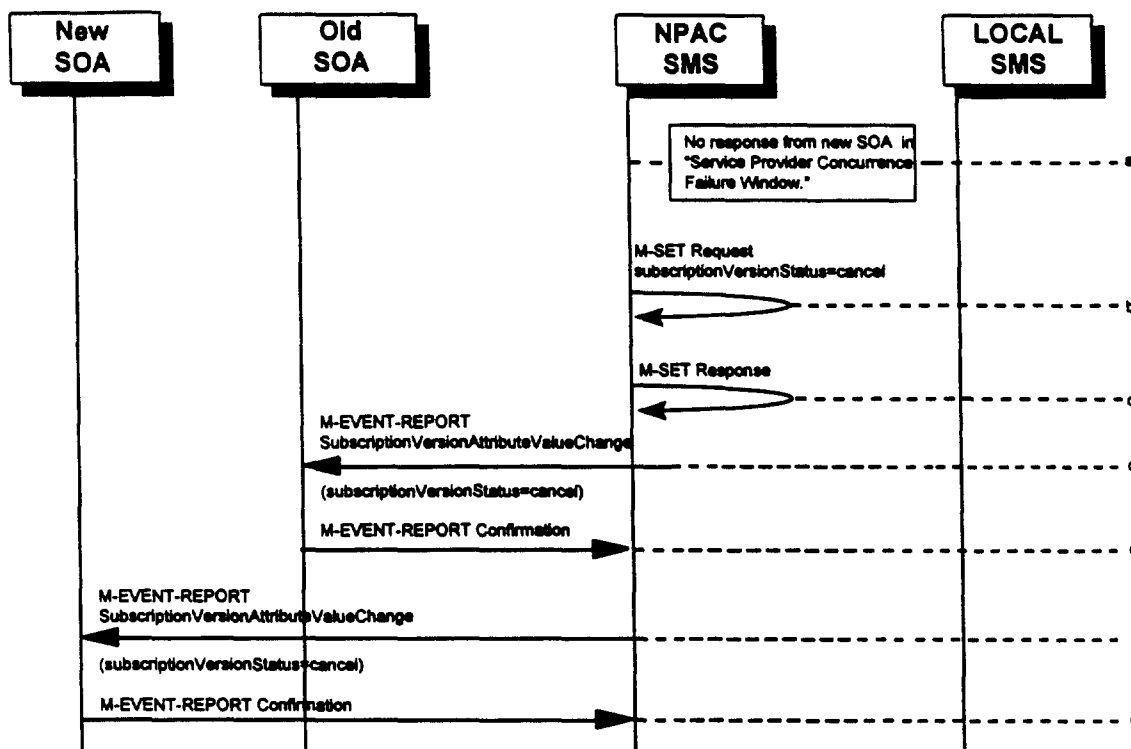 New
SOA
Old
SOA
NPAC
SMS
LOCAL
SMS
No response from new SOA in
"Service Provider Concurrence
Failure Window."
M-SET Request
subscriptionVersionStatus=cancel
M-SET Response
M-EVENT-REPORT
SubscriptionVersionAttributeValueChange
(subscriptionVersionStatus=cancel)
M-EVENT-REPORT Confirmation
M-EVENT-REPORT
SubscriptionVersionAttributeValueChange
(subscriptionVersionStatus=cancel)
M-EVENT-REPORT Confirmation